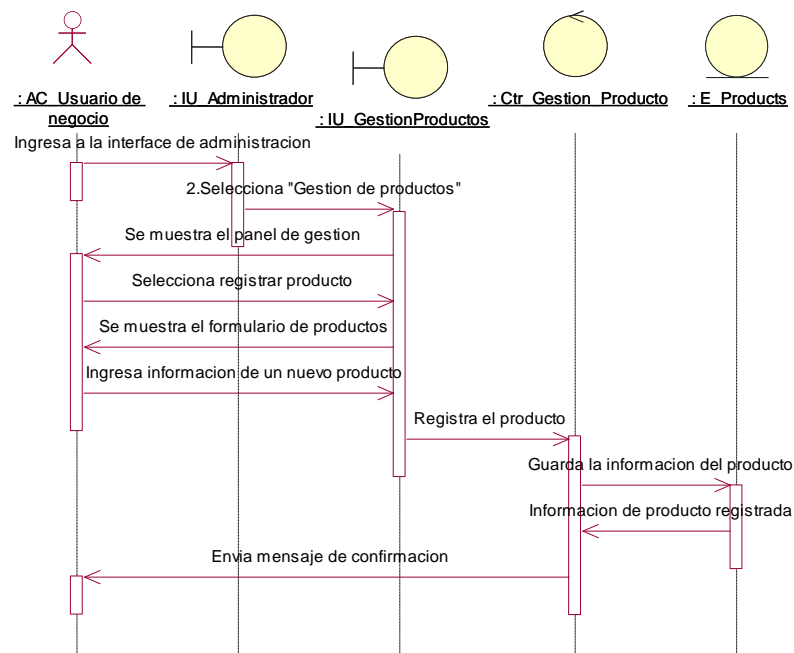 : AC_Usuario de
negocio
: IU_Administrador
: IU_GestionProductos
: Ctr_Gestion_Producto
: E_Products
Ingresa a la interface de administracion
2.Selecciona "Gestion de productos"
Se muestra el panel de gestion
Selecciona registrar producto
Se muestra el formulario de productos
Ingresa informacion de un nuevo producto
Registra el producto
Guarda la informacion del producto
Informacion de producto registrada
Envia mensaje de confirmacion